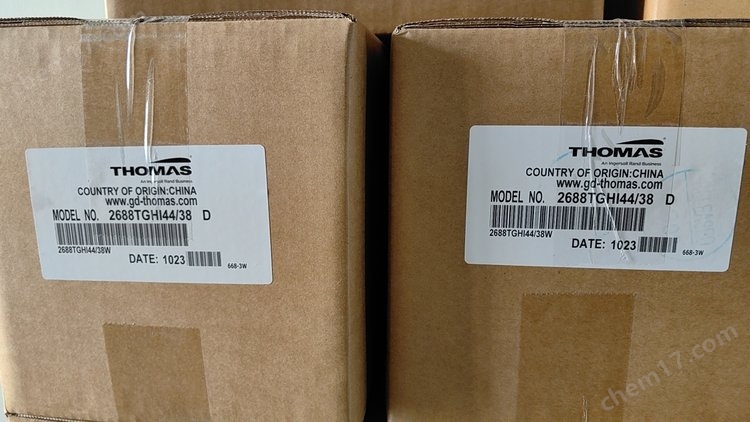 THOMAS
An Ingersoll Rand Business
COUNTRY OF ORIGIN:CHINA
www.gd-thomas.com
MODEL NO. 2688TGHI44/38 D
2688TGHI44/38W
DATE: 1023
668-3W
THOMAS
An Ingersoll Rand Business
COUNTRY OF ORIGIN:CHINA
www.gd-thomas.com
MODEL NO. 2688TGHI44/38 D
2688TGHI44/38W
DATE: 1023
668-3W
chem17.com